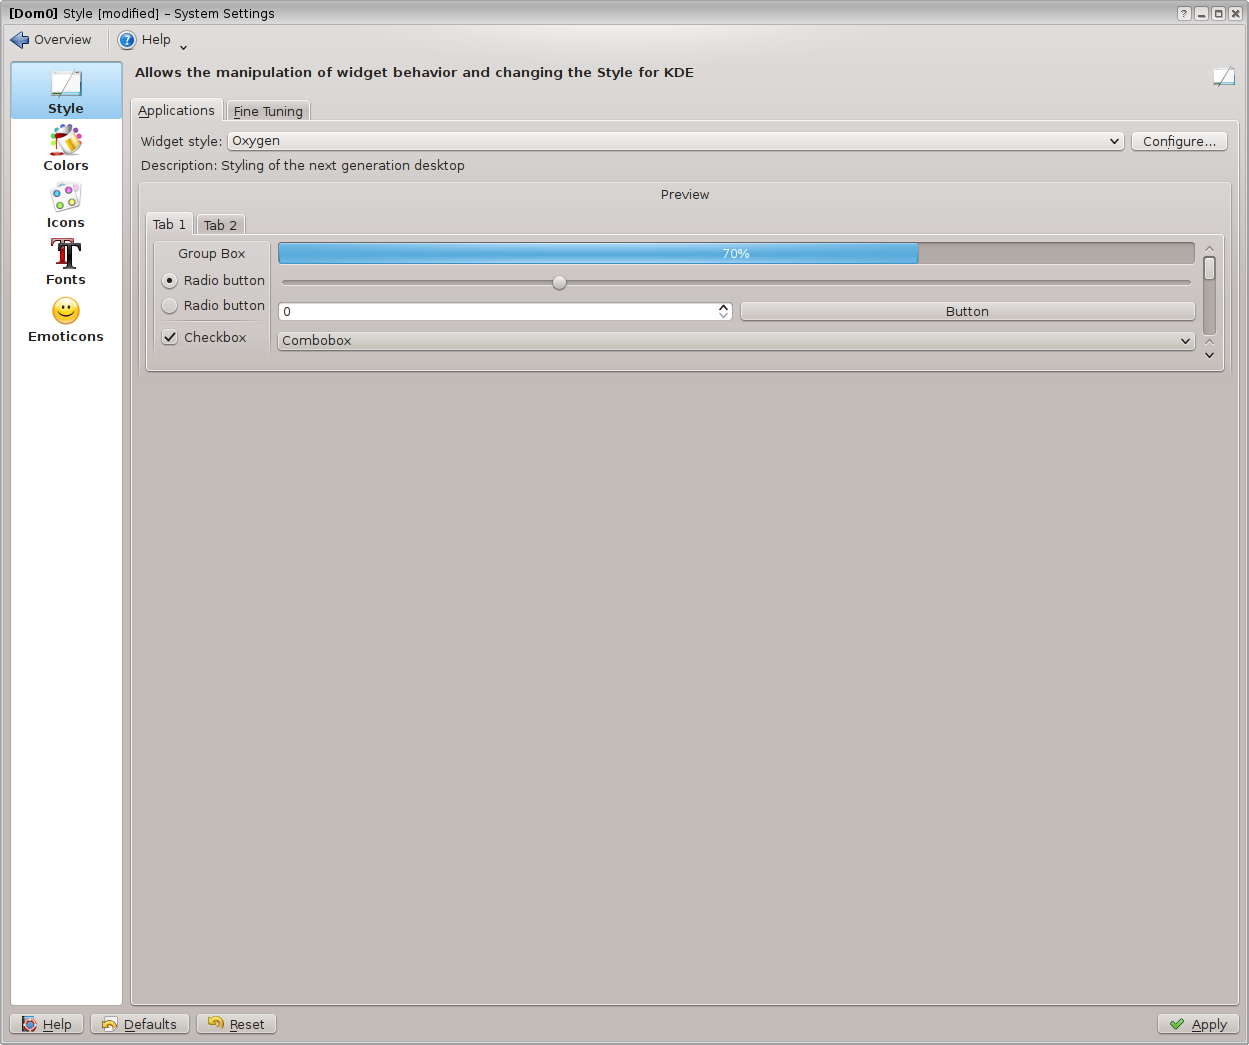 [Dom0] Style [modified] – System Settings
Overview
Help
Allows the manipulation of widget behavior and changing the Style for KDE
Style
Colors
Icons
Fonts
Emoticons
Applications
Fine Tuning
Widget style:
Oxygen
Configure...
Description: Styling of the next generation desktop
Preview
Tab 1
Tab 2
Group Box
70%
Radio button
Radio button
0
Button
Checkbox
Combobox
Help
Defaults
Reset
Apply